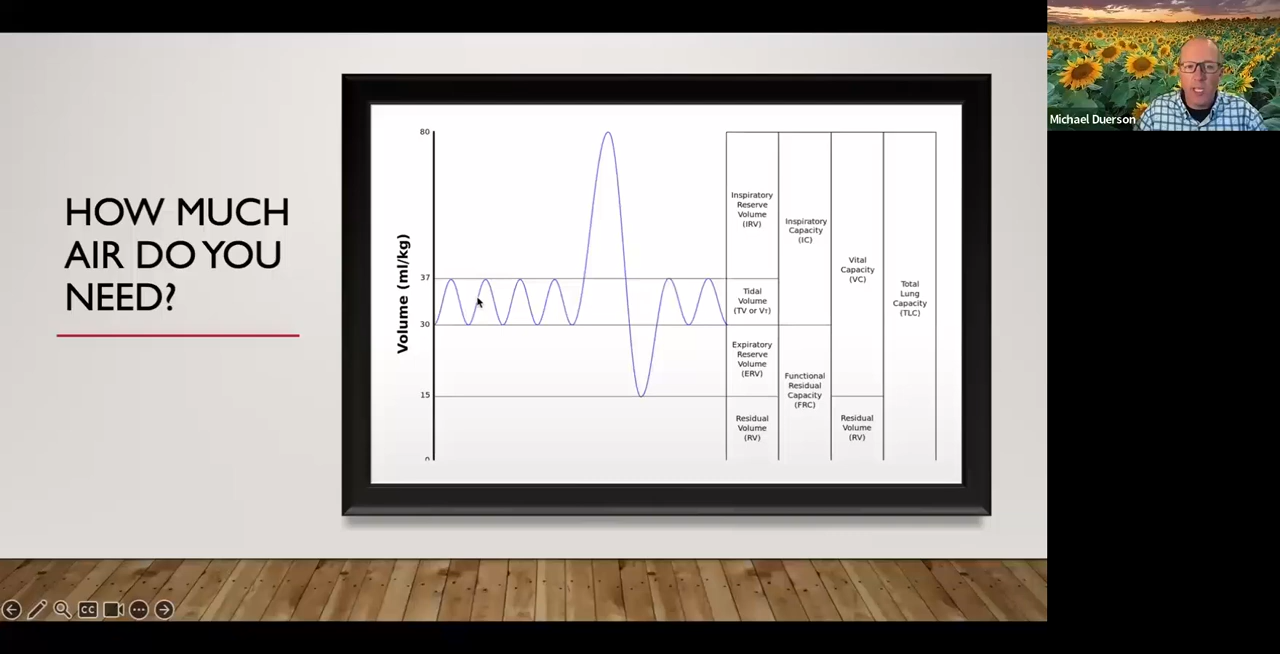 HOW MUCH
AIR DO YOU
NEED?
Volume (ml/kg)
80
37
30
15
0
Inspiratory
Reserve
Volume
(IRV)
Tidal
Volume
(TV or VT)
Expiratory
Reserve
Volume
(ERV)
Residual
Volume
(RV)
Inspiratory
Capacity
(IC)
Functional
Residual
Capacity
(FRC)
Vital
Capacity
(VC)
Residual
Volume
(RV)
Total
Lung
Capacity
(TLC)
Michael Duerson
CC